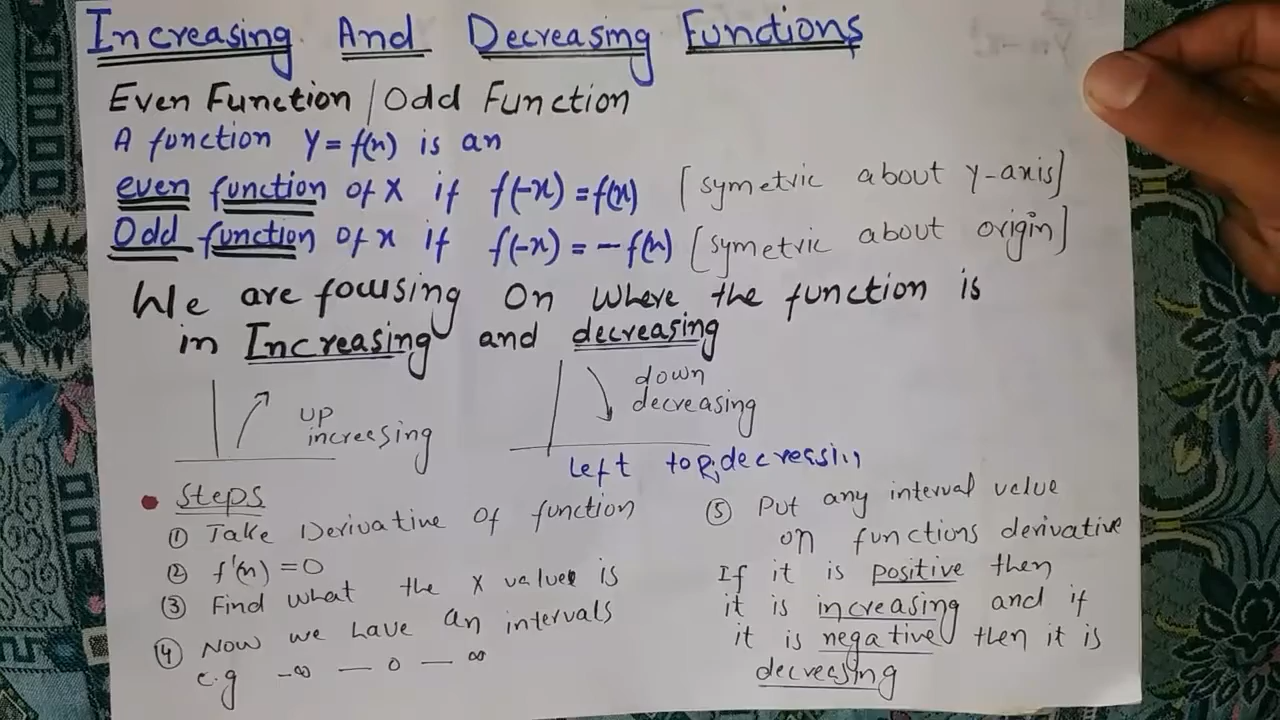 Increasing And Decreasing Functions
Even Function / Odd Function
A function Y = f(x) is an
even function of X if f(-x) = f(x) [symetric about y-axis]
Odd function of x if f(-x) = -f(x) [symetric about origin]
We are focusing On where the function is
in Increasing and decreasing
up
increesing
down
decreasing
Left to decreasin
Steps
① Take Derivative of function
② f'(x) = 0
③ Find what the x values is
④ Now we have an intervals
e.g -∞ — 0 — ∞
⑤ Put any interval value
on functions derivative
If it is positive then
it is increasing and if
it is negative then it is
decreasing